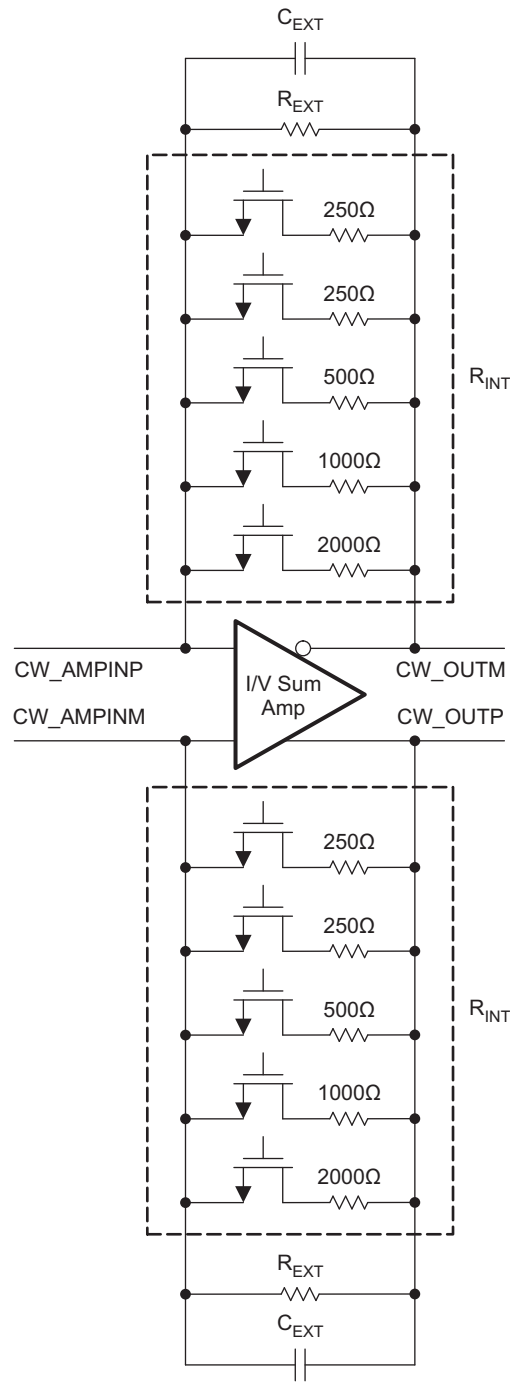 C_EXT
R_EXT
250Ω
250Ω
500Ω
R_INT
1000Ω
2000Ω
CW_AMPINP
I/V Sum
Amp
CW_OUTM
CW_AMPINM
CW_OUTP
250Ω
250Ω
500Ω
R_INT
1000Ω
2000Ω
R_EXT
C_EXT